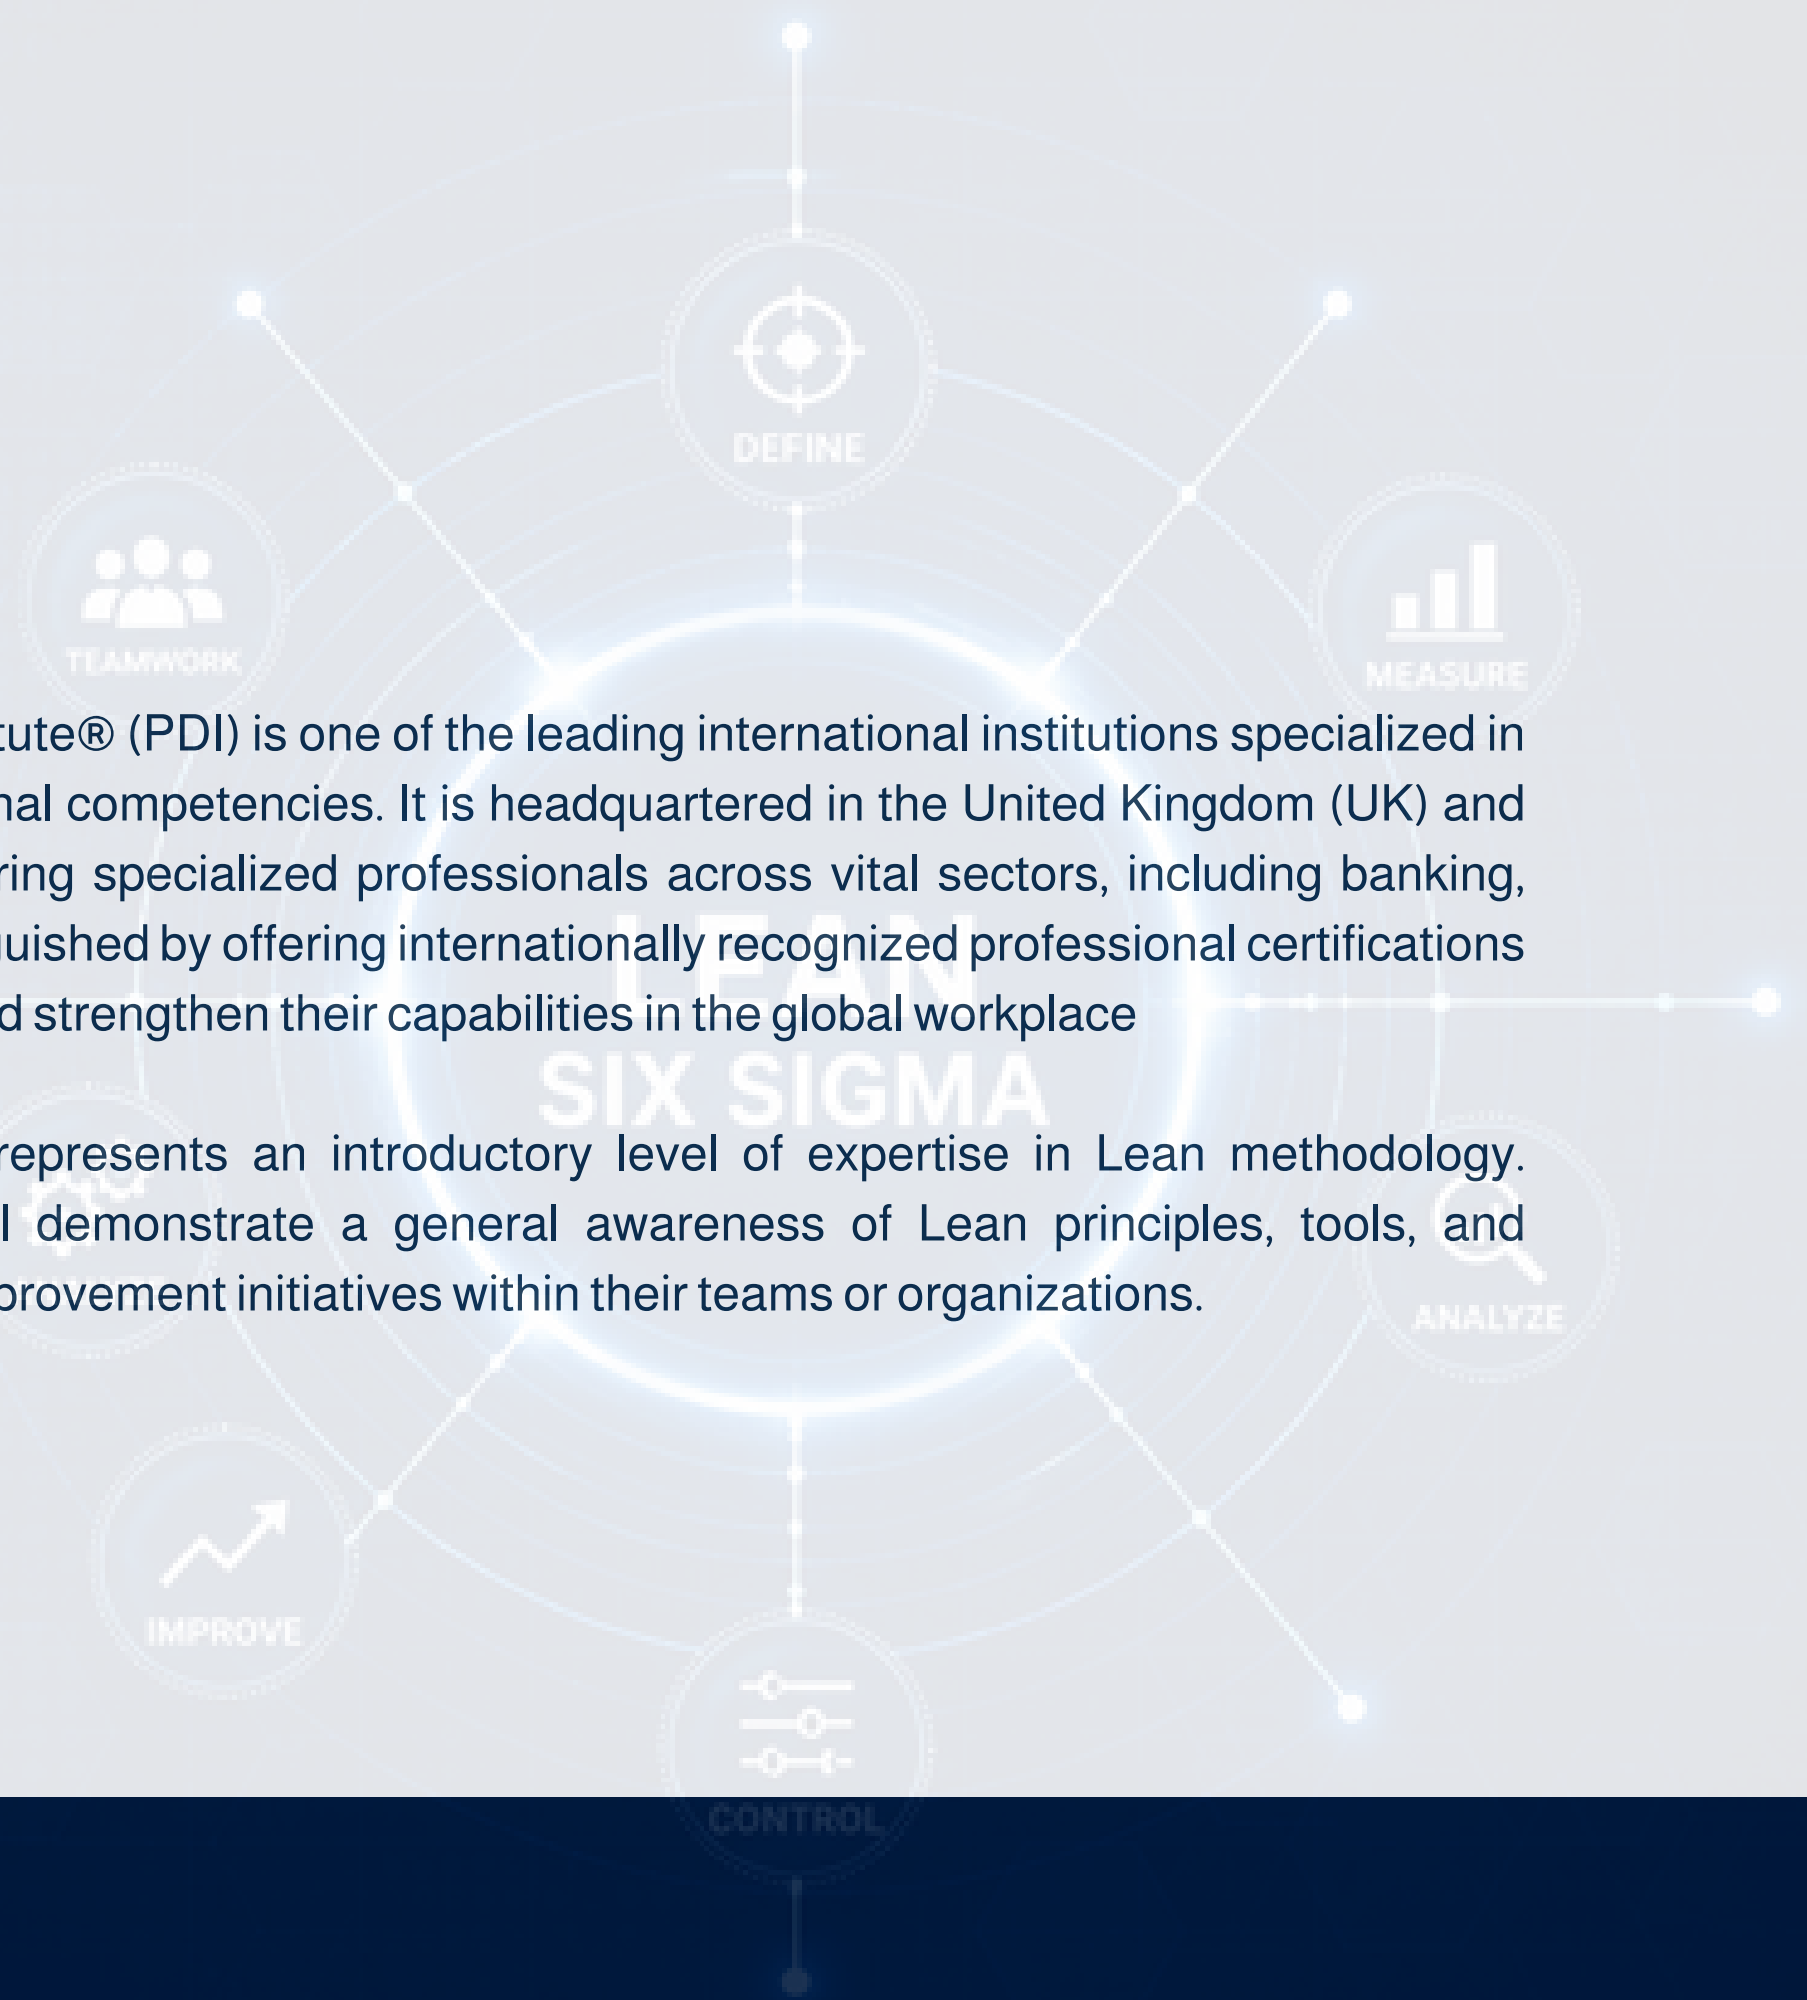 DEFINE
TEAMWORK
MEASURE
tute® (PDI) is one of the leading international institutions specialized in
nal competencies. It is headquartered in the United Kingdom (UK) and
ring specialized professionals across vital sectors, including banking,
guished by offering internationally recognized professional certifications
d strengthen their capabilities in the global workplace
LEAN
SIX SIGMA
represents an introductory level of expertise in Lean methodology.
l demonstrate a general awareness of Lean principles, tools, and
provement initiatives within their teams or organizations.
ANALYZE
ANALYZE
IMPROVE
CONTROL